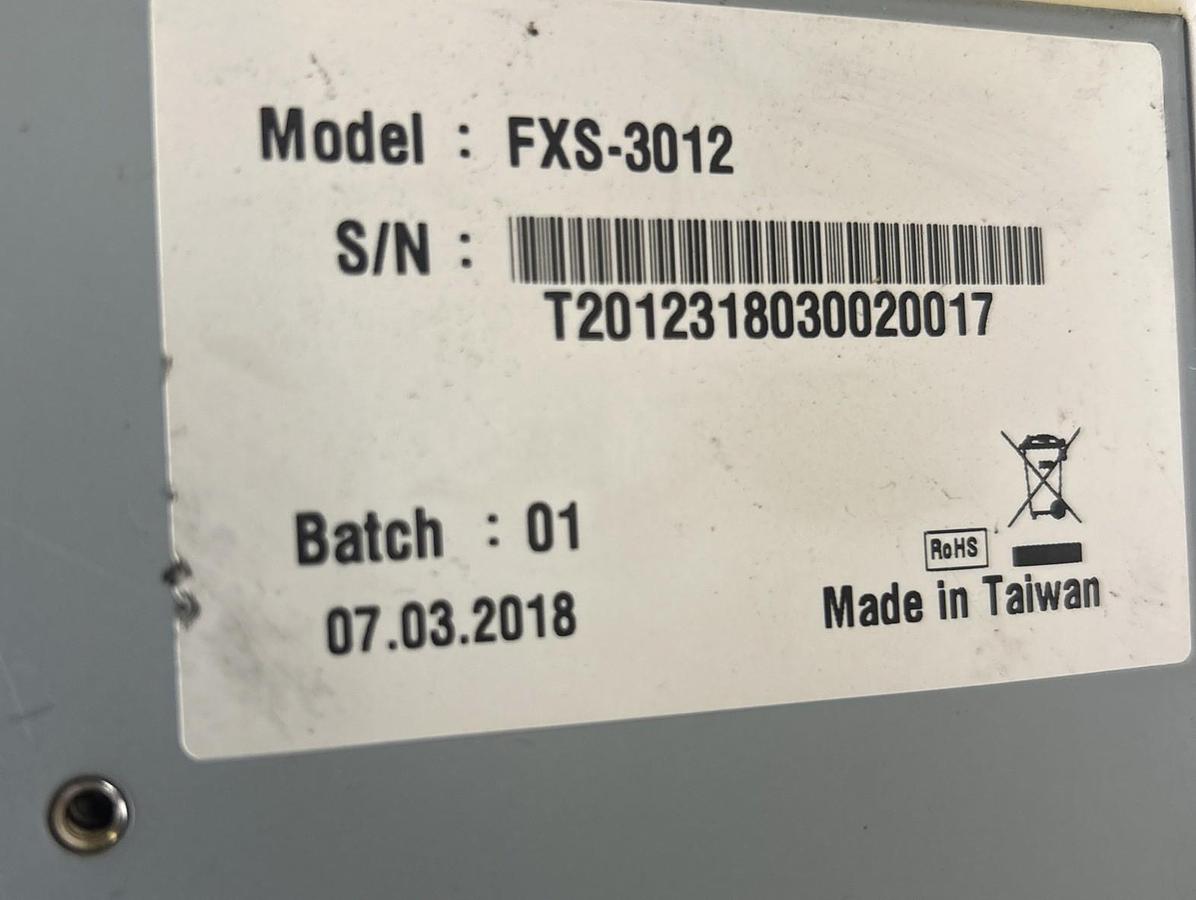 Model : FXS-3012
S/N :
T2012318030020017
Batch : 01
07.03.2018
RoHS
Made in Taiwan